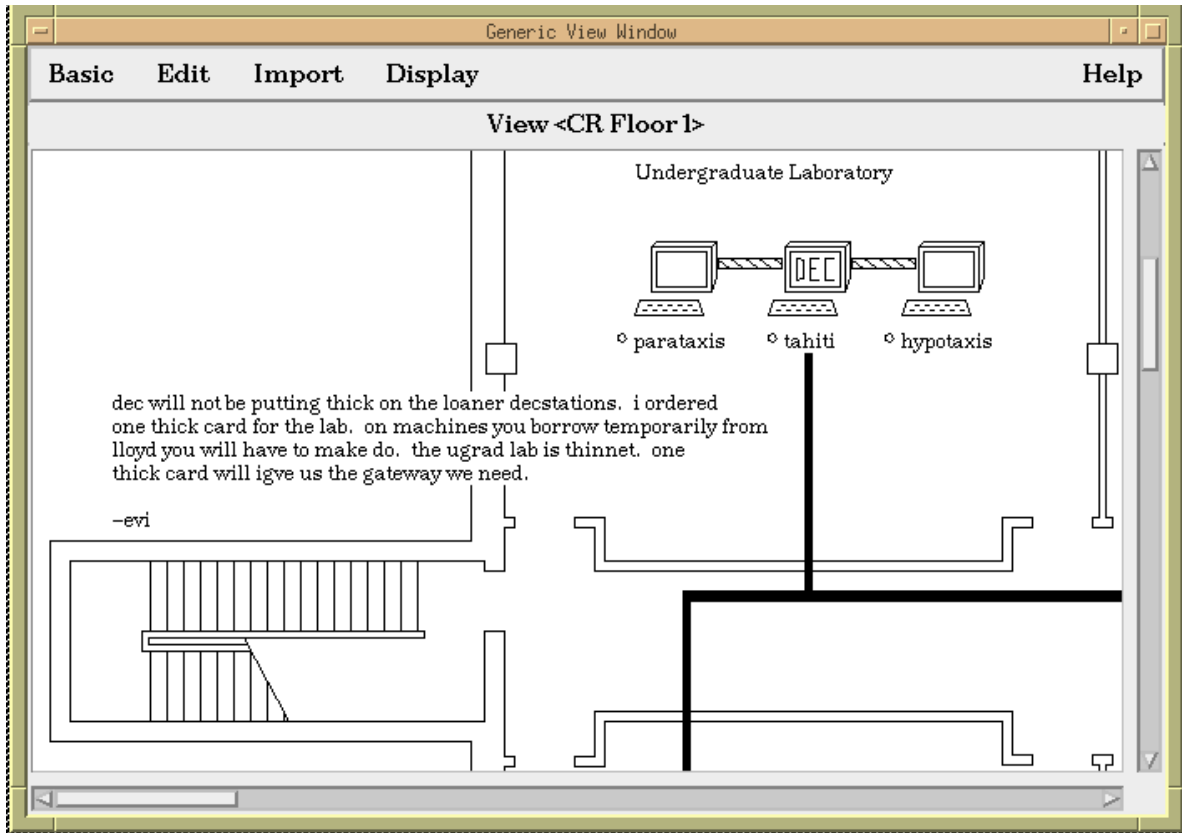 Generic View Window
Basic Edit Import Display Help
View <CR Floor 1>
Undergraduate Laboratory
DEC
parataxis tahiti hypotaxis
dec will not be putting thick on the loaner decstations. i ordered
one thick card for the lab. on machines you borrow temporarily from
lloyd you will have to make do. the ugrad lab is thinnet. one
thick card will igve us the gateway we need.
–evi